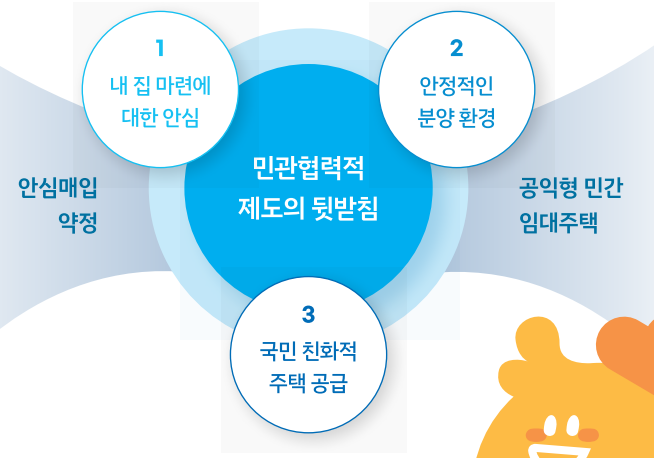 1
내 집 마련에
대한 안심
2
안정적인
분양 환경
민관협력적
제도의 뒷받침
안심매입
약정
공익형 민간
임대주택
3
국민 친화적
주택 공급